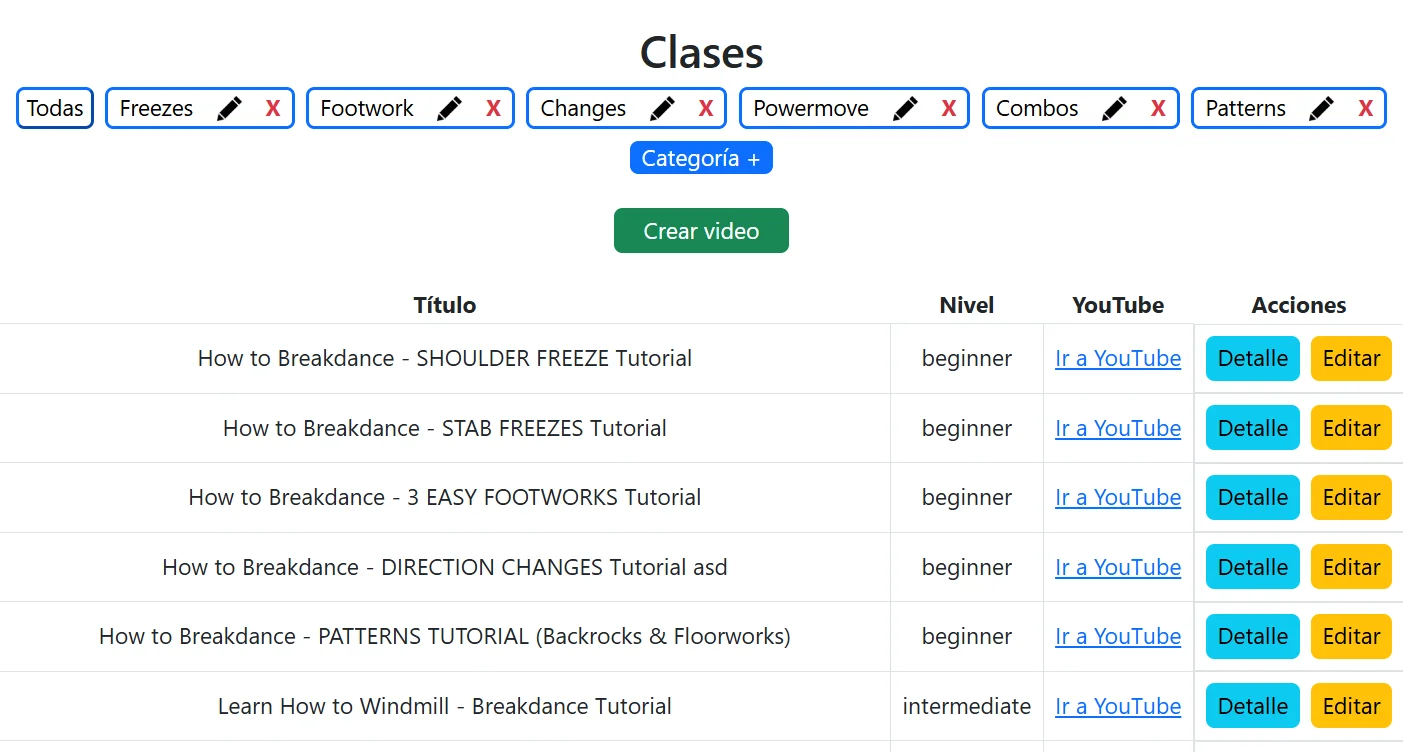 Clases
Todas Freezes X Footwork X Changes X Powermove X Combos X Patterns X
Categoría +
Crear video
Título Nivel YouTube Acciones
How to Breakdance - SHOULDER FREEZE Tutorial beginner Ir a YouTube Detalle Editar
How to Breakdance - STAB FREEZES Tutorial beginner Ir a YouTube Detalle Editar
How to Breakdance - 3 EASY FOOTWORKS Tutorial beginner Ir a YouTube Detalle Editar
How to Breakdance - DIRECTION CHANGES Tutorial asd beginner Ir a YouTube Detalle Editar
How to Breakdance - PATTERNS TUTORIAL (Backrocks & Floorworks) beginner Ir a YouTube Detalle Editar
Learn How to Windmill - Breakdance Tutorial intermediate Ir a YouTube Detalle Editar